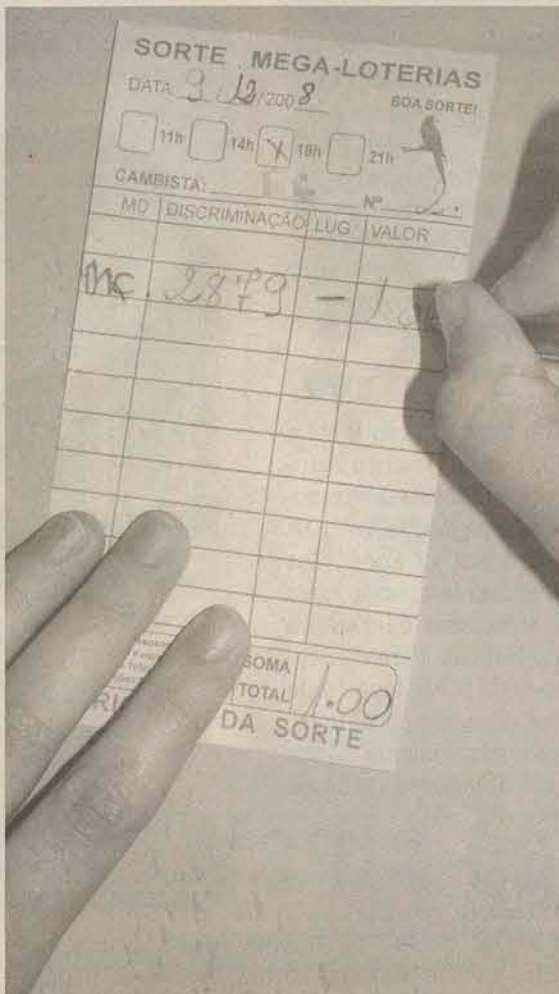 SORTE MEGA-LOTERIAS
DATA 9 12/2008 BOA SORTE!
11h 14h X 18h 21h
CAMBISTA: Nº
MD DISCRIMINAÇÃO LUG VALOR
MC. 2879 - 1
SOMA
TOTAL 1.00
DA SORTE